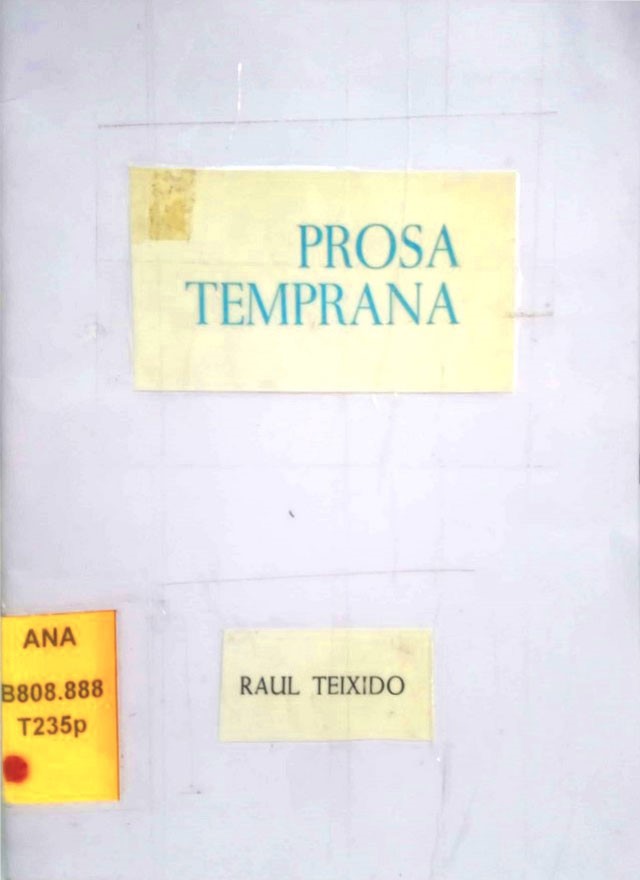 PROSA
TEMPRANA
ANA
B808.888
T235p
RAUL TEIXIDO